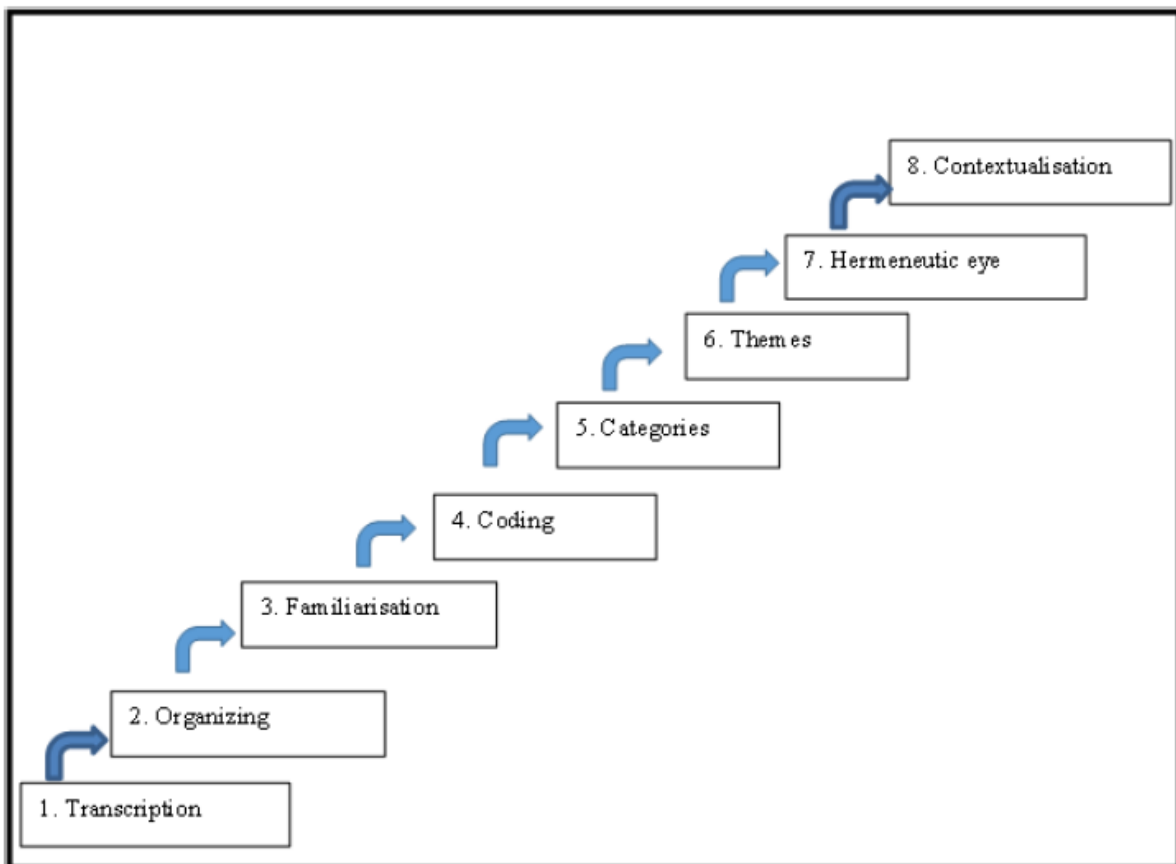 8. Contextualisation
7. Hermeneutic eye
6. Themes
5. Categories
4. Coding
3. Familiarisation
2. Organizing
1. Transcription